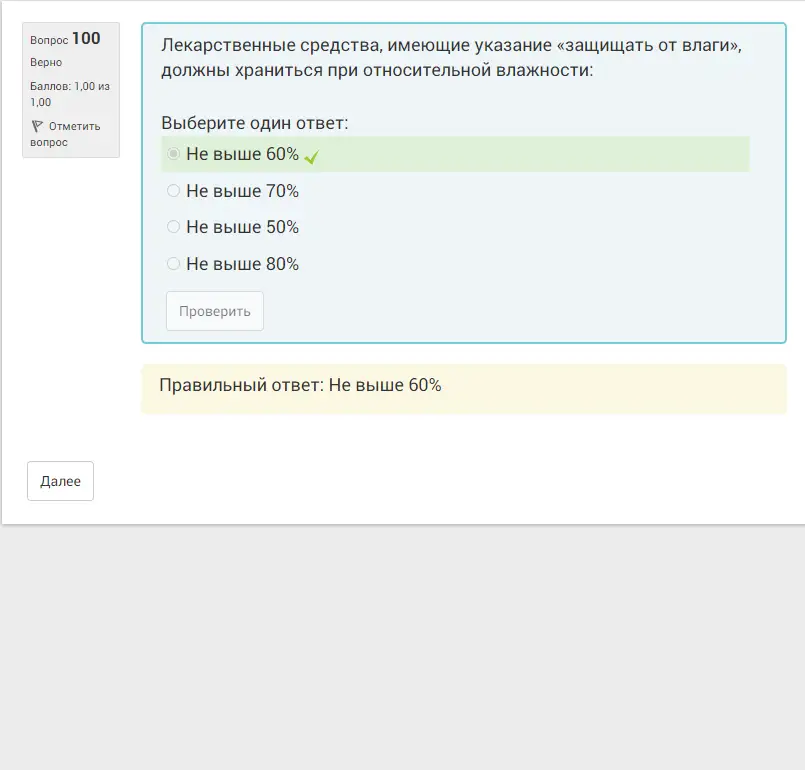 Вопрос 100
Верно
Баллов: 1,00 из
1,00
Отметить
вопрос
Лекарственные средства, имеющие указание «защищать от влаги»,
должны храниться при относительной влажности:
Выберите один ответ:
Не выше 60%
Не выше 70%
Не выше 50%
Не выше 80%
Проверить
Правильный ответ: Не выше 60%
Далее